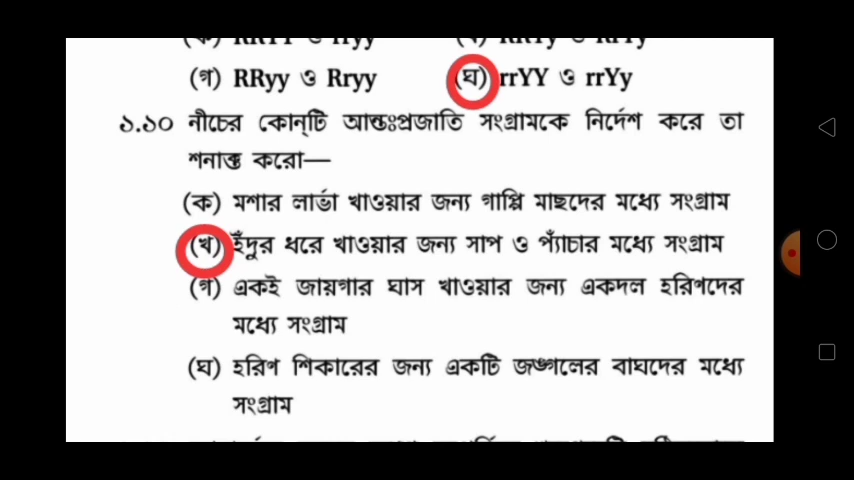 (গ) RRyy ও Rryy (ঘ) rrYY ও rrYy
১.১০ নীচের কোন্‌টি আন্তঃপ্রজাতি সংগ্রামকে নির্দেশ করে তা
শনাক্ত করো—
(ক) মশার লার্ভা খাওয়ার জন্য গাপ্পি মাছদের মধ্যে সংগ্রাম
(খ) ইঁদুর ধরে খাওয়ার জন্য সাপ ও প্যাঁচার মধ্যে সংগ্রাম
(গ) একই জায়গার ঘাস খাওয়ার জন্য একদল হরিণদের
মধ্যে সংগ্রাম
(ঘ) হরিণ শিকারের জন্য একটি জঙ্গলের বাঘদের মধ্যে
সংগ্রাম